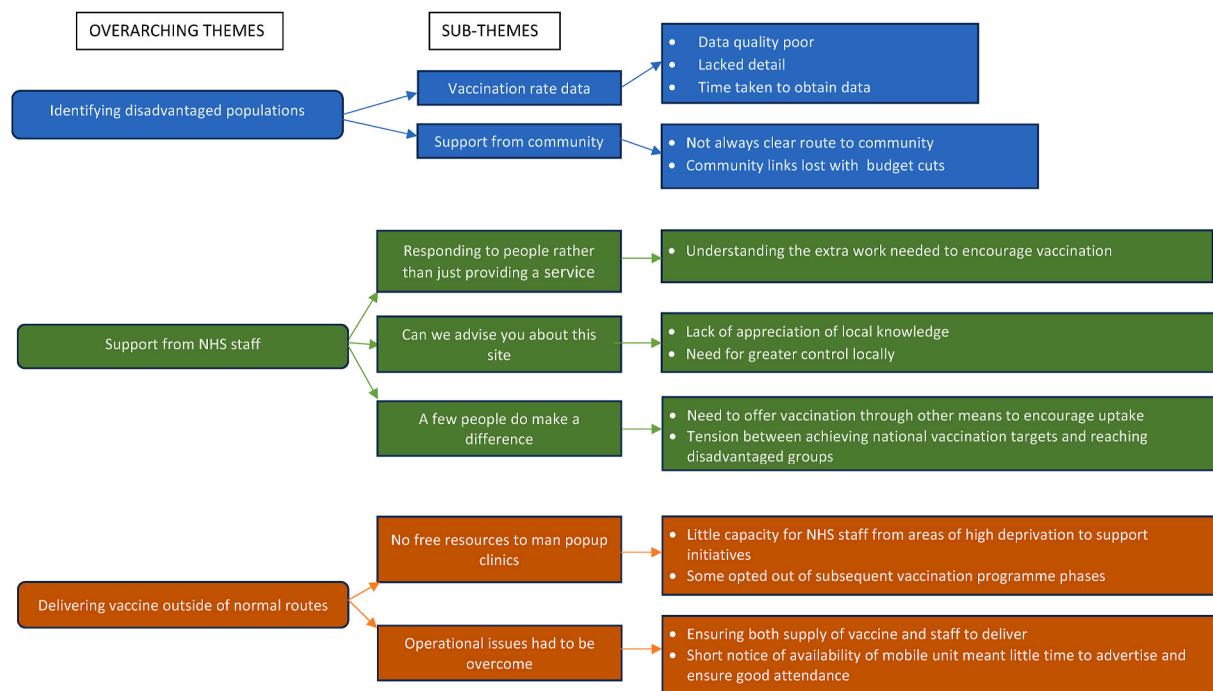 OVERARCHING THEMES
SUB-THEMES
Identifying disadvantaged populations
Vaccination rate data
• Data quality poor
• Lacked detail
• Time taken to obtain data
Support from community
• Not always clear route to community
• Community links lost with budget cuts
Support from NHS staff
Responding to people rather
than just providing a service
• Understanding the extra work needed to encourage vaccination
Can we advise you about this
site
• Lack of appreciation of local knowledge
• Need for greater control locally
A few people do make a
difference
• Need to offer vaccination through other means to encourage uptake
• Tension between achieving national vaccination targets and reaching
disadvantaged groups
Delivering vaccine outside of normal routes
No free resources to man popup
clinics
• Little capacity for NHS staff from areas of high deprivation to support
initiatives
• Some opted out of subsequent vaccination programme phases
Operational issues had to be
overcome
• Ensuring both supply of vaccine and staff to deliver
• Short notice of availability of mobile unit meant little time to advertise and
ensure good attendance